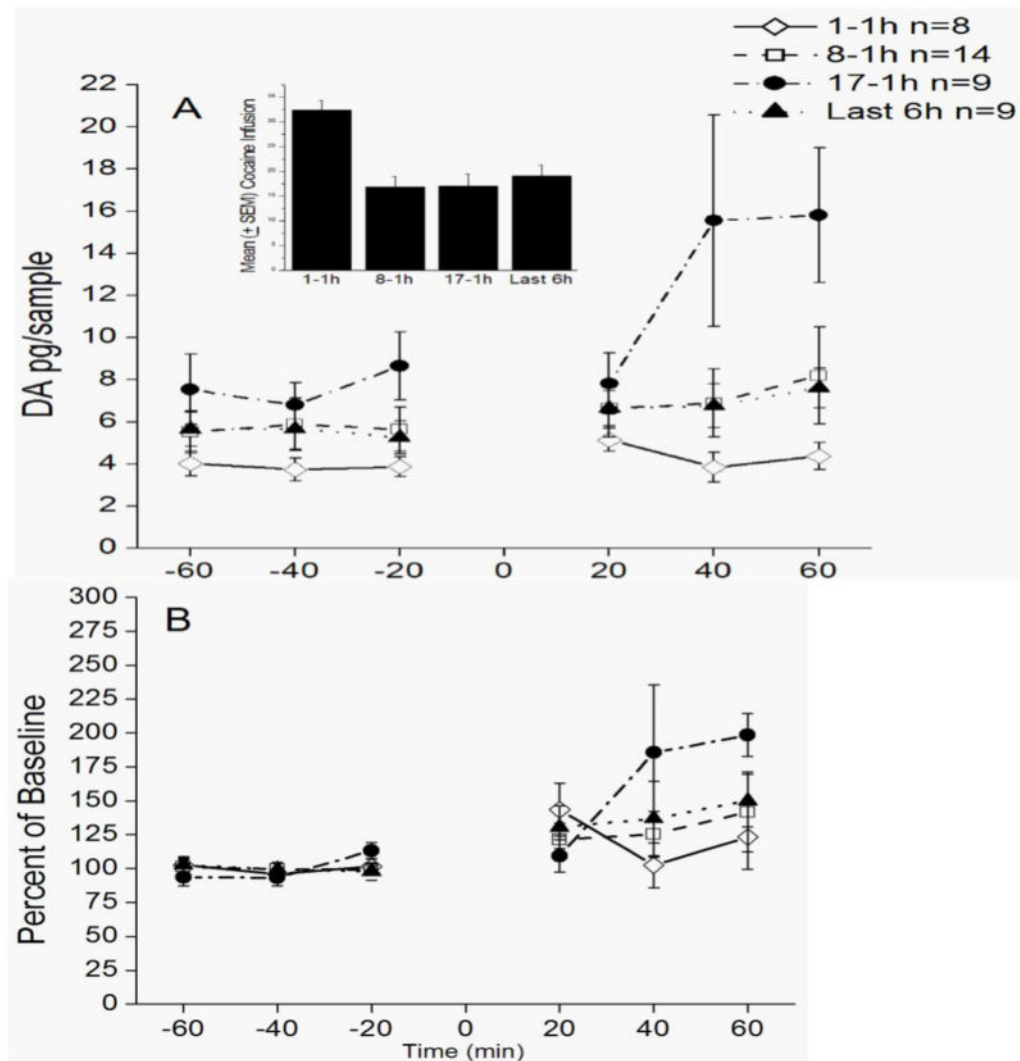 1-1h n=8
8-1h n=14
17-1h n=9
Last 6h n=9
A
DA pg/sample
22
20
18
16
14
12
10
8
6
4
2
0
-60 -40 -20 0 20 40 60
Mean (± SEM) Cocaine Infusion
1-1h 8-1h 17-1h Last 6h
B
Percent of Baseline
300
275
250
225
200
175
150
125
100
75
50
25
0
-60 -40 -20 0 20 40 60
Time (min)